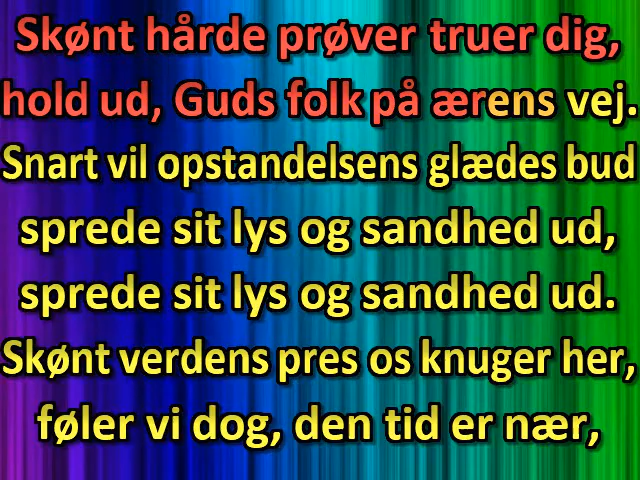 Skønt hårde prøver truer dig,
hold ud, Guds folk på ærens vej.
Snart vil opstandelsens glædes bud
sprede sit lys og sandhed ud,
sprede sit lys og sandhed ud.
Skønt verdens pres os knuger her,
føler vi dog, den tid er nær,